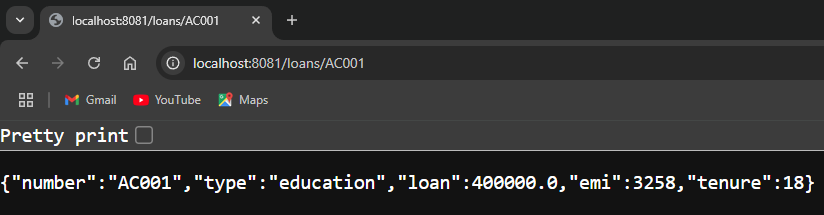 localhost:8081/loans/AC001
localhost:8081/loans/AC001
Gmail YouTube Maps
Pretty print
{"number":"AC001","type":"education","loan":400000.0,"emi":3258,"tenure":18}